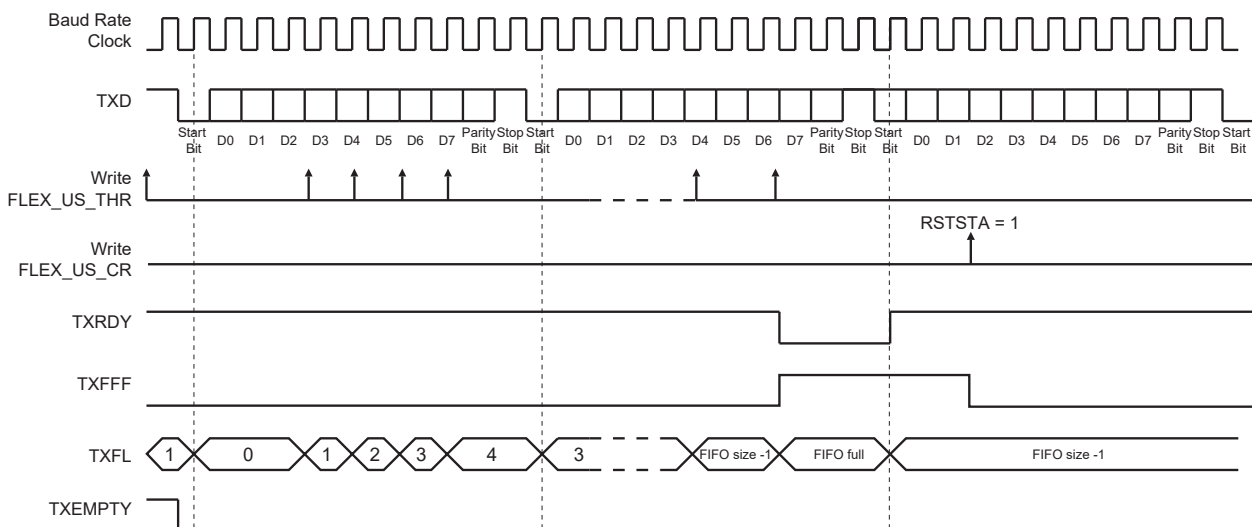 Baud Rate
Clock
TXD
Start
Bit
D0
D1
D2
D3
D4
D5
D6
D7
Parity
Bit
Stop
Bit
Start
Bit
D0
D1
D2
D3
D4
D5
D6
D7
Parity
Bit
Stop
Bit
Start
Bit
D0
D1
D2
D3
D4
D5
D6
D7
Parity
Bit
Stop
Bit
Start
Write
FLEX_US_THR
RSTSTA = 1
Write
FLEX_US_CR
TXRDY
TXFFF
TXFL
1
0
1
2
3
4
3
FIFO size -1
FIFO full
FIFO size -1
TXEMPTY